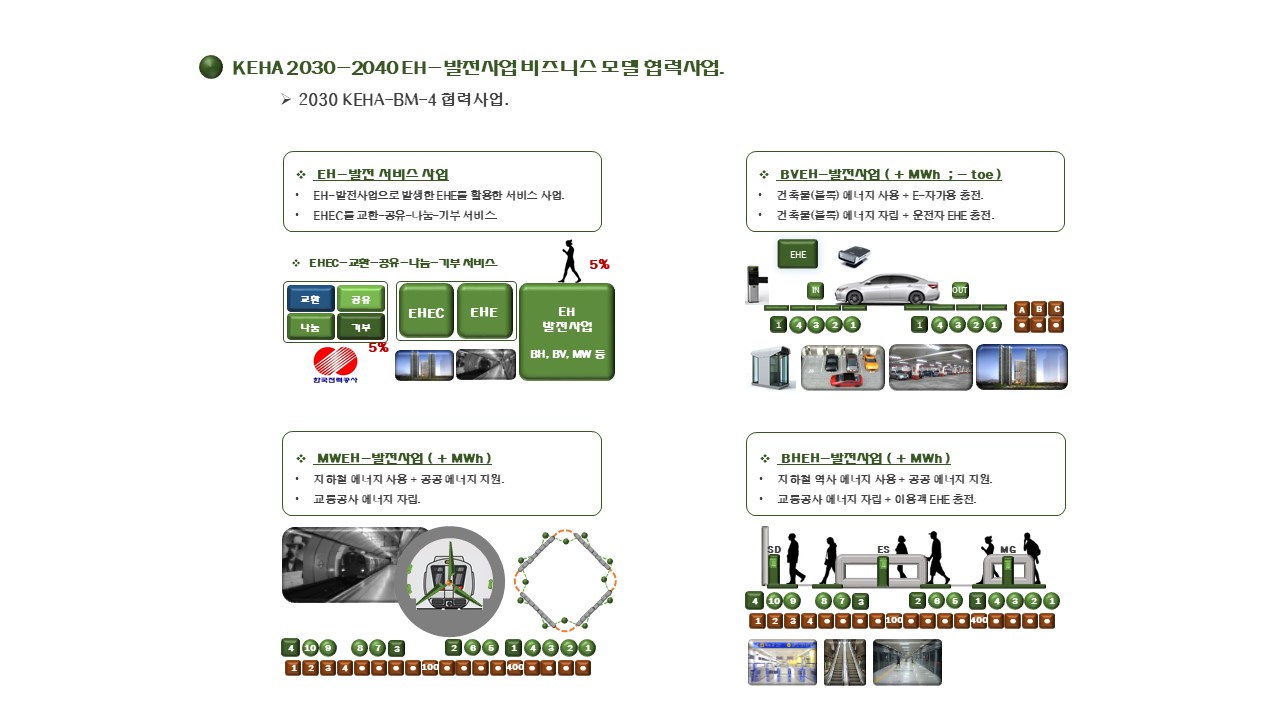 KEHA 2030-2040 EH-발전사업 비즈니스 모델 협력사업.
➢ 2030 KEHA-BM-4 협력사업.
❖ EH-발전 서비스 사업
• EH-발전사업으로 발생한 EHE를 활용한 서비스 사업.
• EHEC를 교환-공유-나눔-기부 서비스.
❖ EHEC-교환-공유-나눔-기부 서비스.
5%
교환 공유
나눔 기부
EHEC EHE
EH
발전사업
BH, BV, MW 등
5%
한국전력공사
❖ BVEH-발전사업 ( + MWh ; - toe )
• 건축물(블록) 에너지 사용 + E-자가용 충전.
• 건축물(블록) 에너지 자립 + 운전자 EHE 충전.
EHE
IN OUT
A B C
1 4 3 2 1 1 4 3 2 1
❖ MWEH-발전사업 ( + MWh )
• 지하철 에너지 사용 + 공공 에너지 지원.
• 교통공사 에너지 자립.
4 10 9 8 7 3 2 6 5 1 4 3 2 1
1 2 3 4 100 400
❖ BHEH-발전사업 ( + MWh )
• 지하철 역사 에너지 사용 + 공공 에너지 지원.
• 교통공사 에너지 자립 + 이용객 EHE 충전.
SD ES MG
4 10 9 8 7 3 2 6 5 1 4 3 2 1
1 2 3 4 100 400